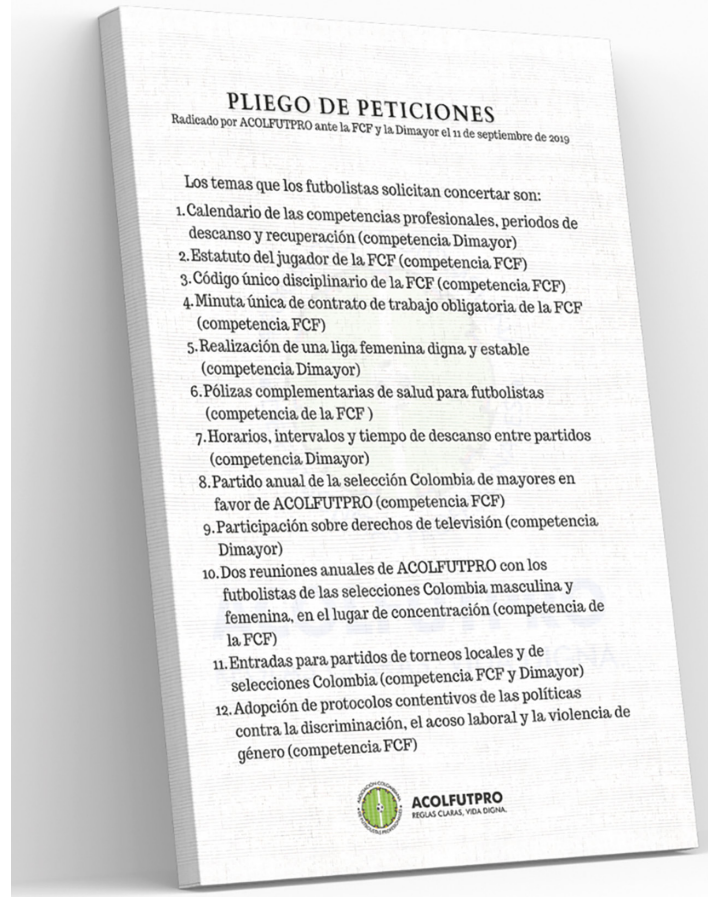 PLIEGO DE PETICIONES
Radicado por ACOLFUTPRO ante la FCF y la Dimayor el 11 de septiembre de 2019
Los temas que los futbolistas solicitan concertar son:
1. Calendario de las competencias profesionales, periodos de
descanso y recuperación (competencia Dimayor)
2. Estatuto del jugador de la FCF (competencia FCF)
3. Código único disciplinario de la FCF (competencia FCF)
4. Minuta única de contrato de trabajo obligatoria de la FCF
(competencia FCF)
5. Realización de una liga femenina digna y estable
(competencia Dimayor)
6. Pólizas complementarias de salud para futbolistas
(competencia de la FCF )
7. Horarios, intervalos y tiempo de descanso entre partidos
(competencia Dimayor)
8. Partido anual de la selección Colombia de mayores en
favor de ACOLFUTPRO (competencia FCF)
9. Participación sobre derechos de televisión (competencia
Dimayor)
10. Dos reuniones anuales de ACOLFUTPRO con los
futbolistas de las selecciones Colombia masculina y
femenina, en el lugar de concentración (competencia de
la FCF)
11. Entradas para partidos de torneos locales y de
selecciones Colombia (competencia FCF y Dimayor)
12. Adopción de protocolos contentivos de las políticas
contra la discriminación, el acoso laboral y la violencia de
género (competencia FCF)
ACOLFUTPRO
REGLAS CLARAS, VIDA DIGNA.